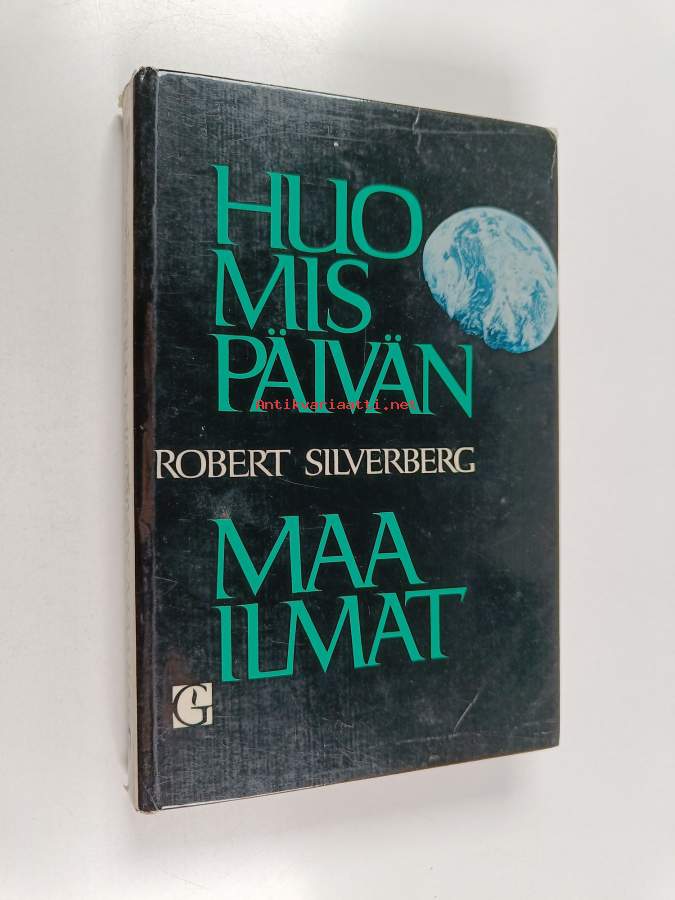 HUO
MIS
PÄIVÄN
Antikvariaatti.net
ROBERT SILVERBERG
MAA
ILMAT
G